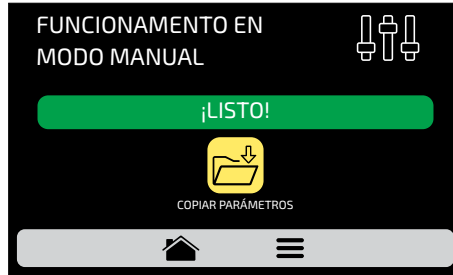 FUNCIONAMENTO EN
MODO MANUAL
¡LISTO!
COPIAR PARÁMETROS